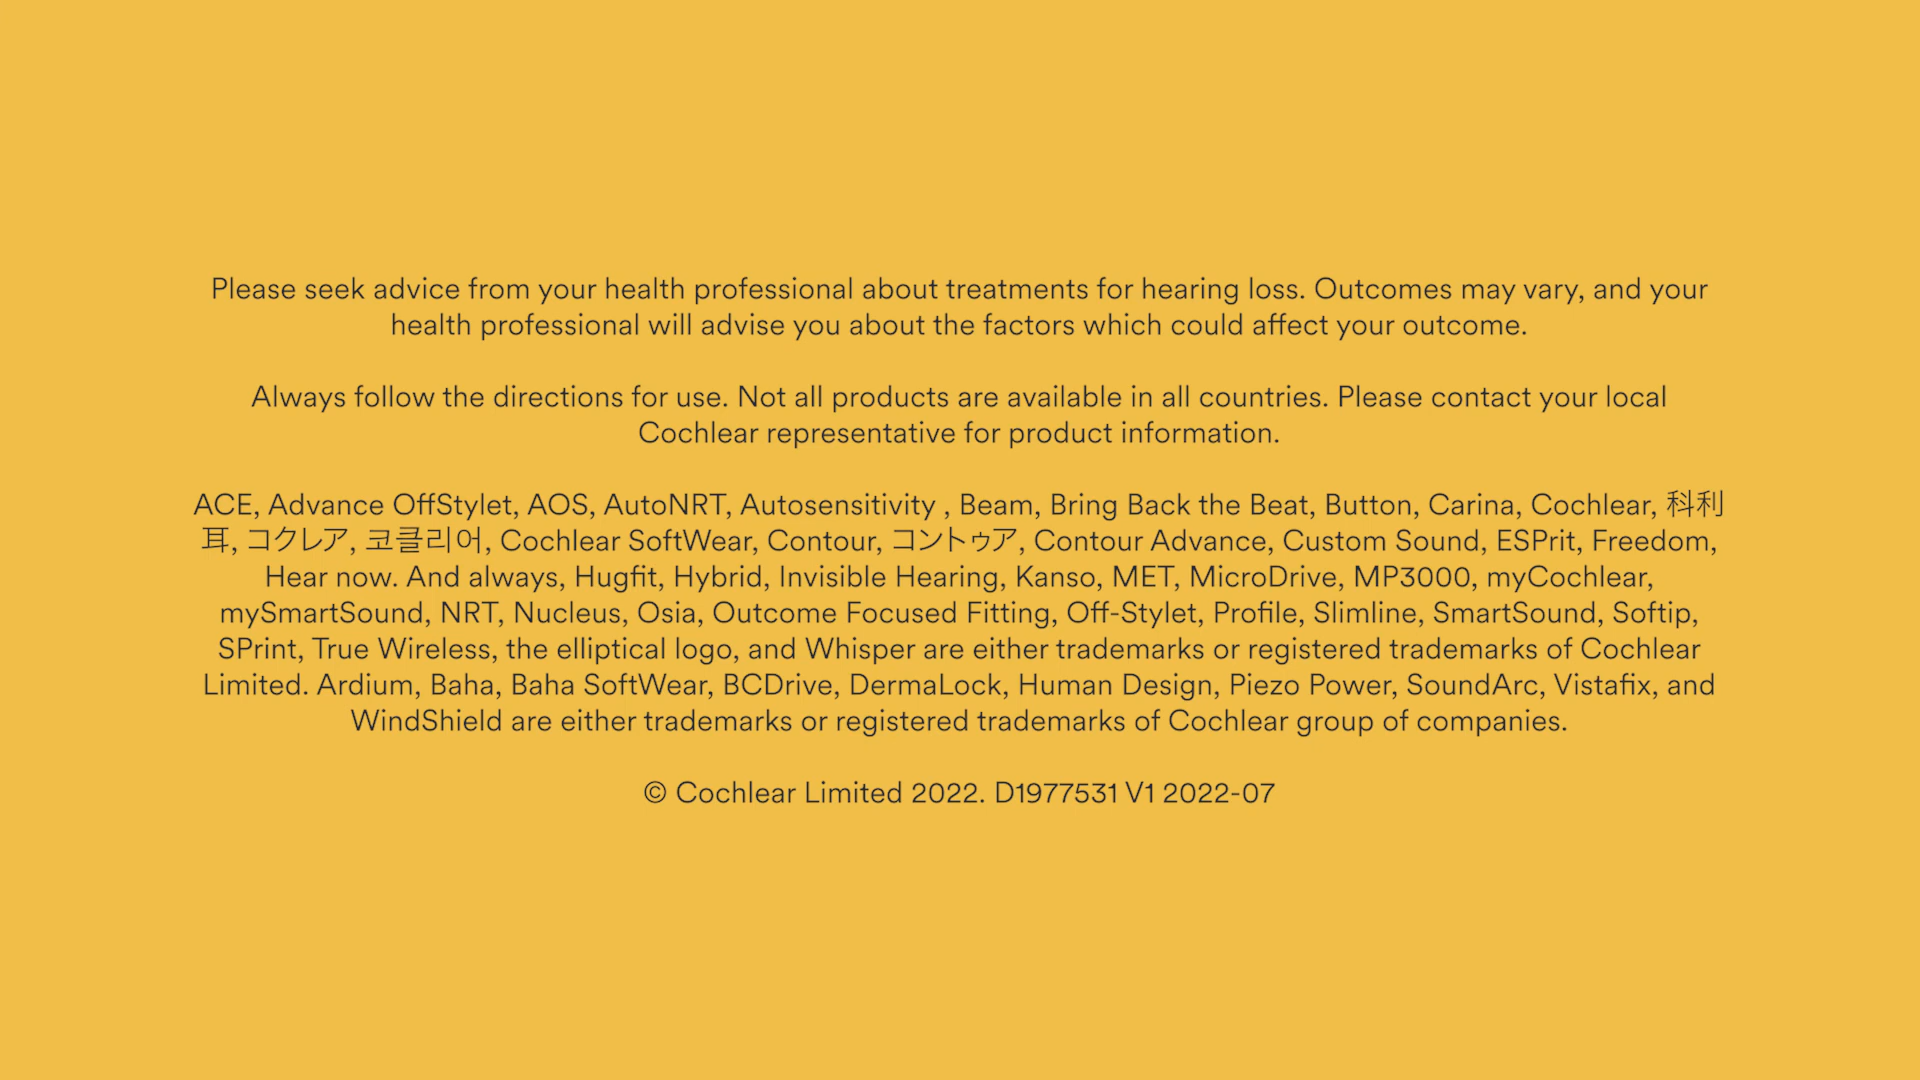 Please seek advice from your health professional about treatments for hearing loss. Outcomes may vary, and your
health professional will advise you about the factors which could affect your outcome.
Always follow the directions for use. Not all products are available in all countries. Please contact your local
Cochlear representative for product information.
ACE, Advance OffStylet, AOS, AutoNRT, Autosensitivity , Beam, Bring Back the Beat, Button, Carina, Cochlear, 科利
耳, コクレア, 코클리어, Cochlear SoftWear, Contour, コントゥア, Contour Advance, Custom Sound, ESPrit, Freedom,
Hear now. And always, Hugfit, Hybrid, Invisible Hearing, Kanso, MET, MicroDrive, MP3000, myCochlear,
mySmartSound, NRT, Nucleus, Osia, Outcome Focused Fitting, Off-Stylet, Profile, Slimline, SmartSound, Softip,
SPrint, True Wireless, the elliptical logo, and Whisper are either trademarks or registered trademarks of Cochlear
Limited. Ardium, Baha, Baha SoftWear, BCDrive, DermaLock, Human Design, Piezo Power, SoundArc, Vistafix, and
WindShield are either trademarks or registered trademarks of Cochlear group of companies.
© Cochlear Limited 2022. D1977531 V1 2022-07